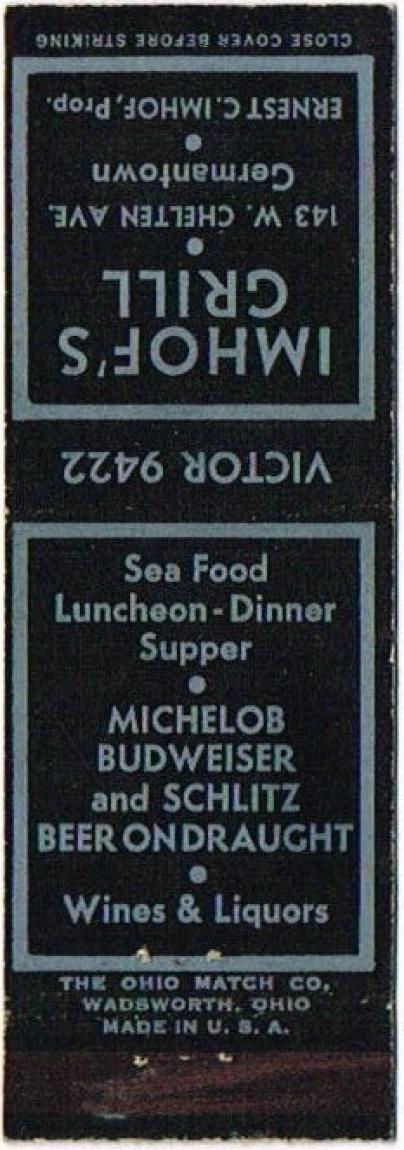 CLOSE COVER BEFORE STRIKING
IMHOF'S
GRILL
143 W. CHELTEN AVE.
Germantown
ERNEST C. IMHOF, Prop.
VICTOR 9422
Sea Food
Luncheon - Dinner
Supper
MICHELOB
BUDWEISER
and SCHLITZ
BEER ON DRAUGHT
Wines & Liquors
THE OHIO MATCH CO.
WADSWORTH, OHIO
MADE IN U. S. A.